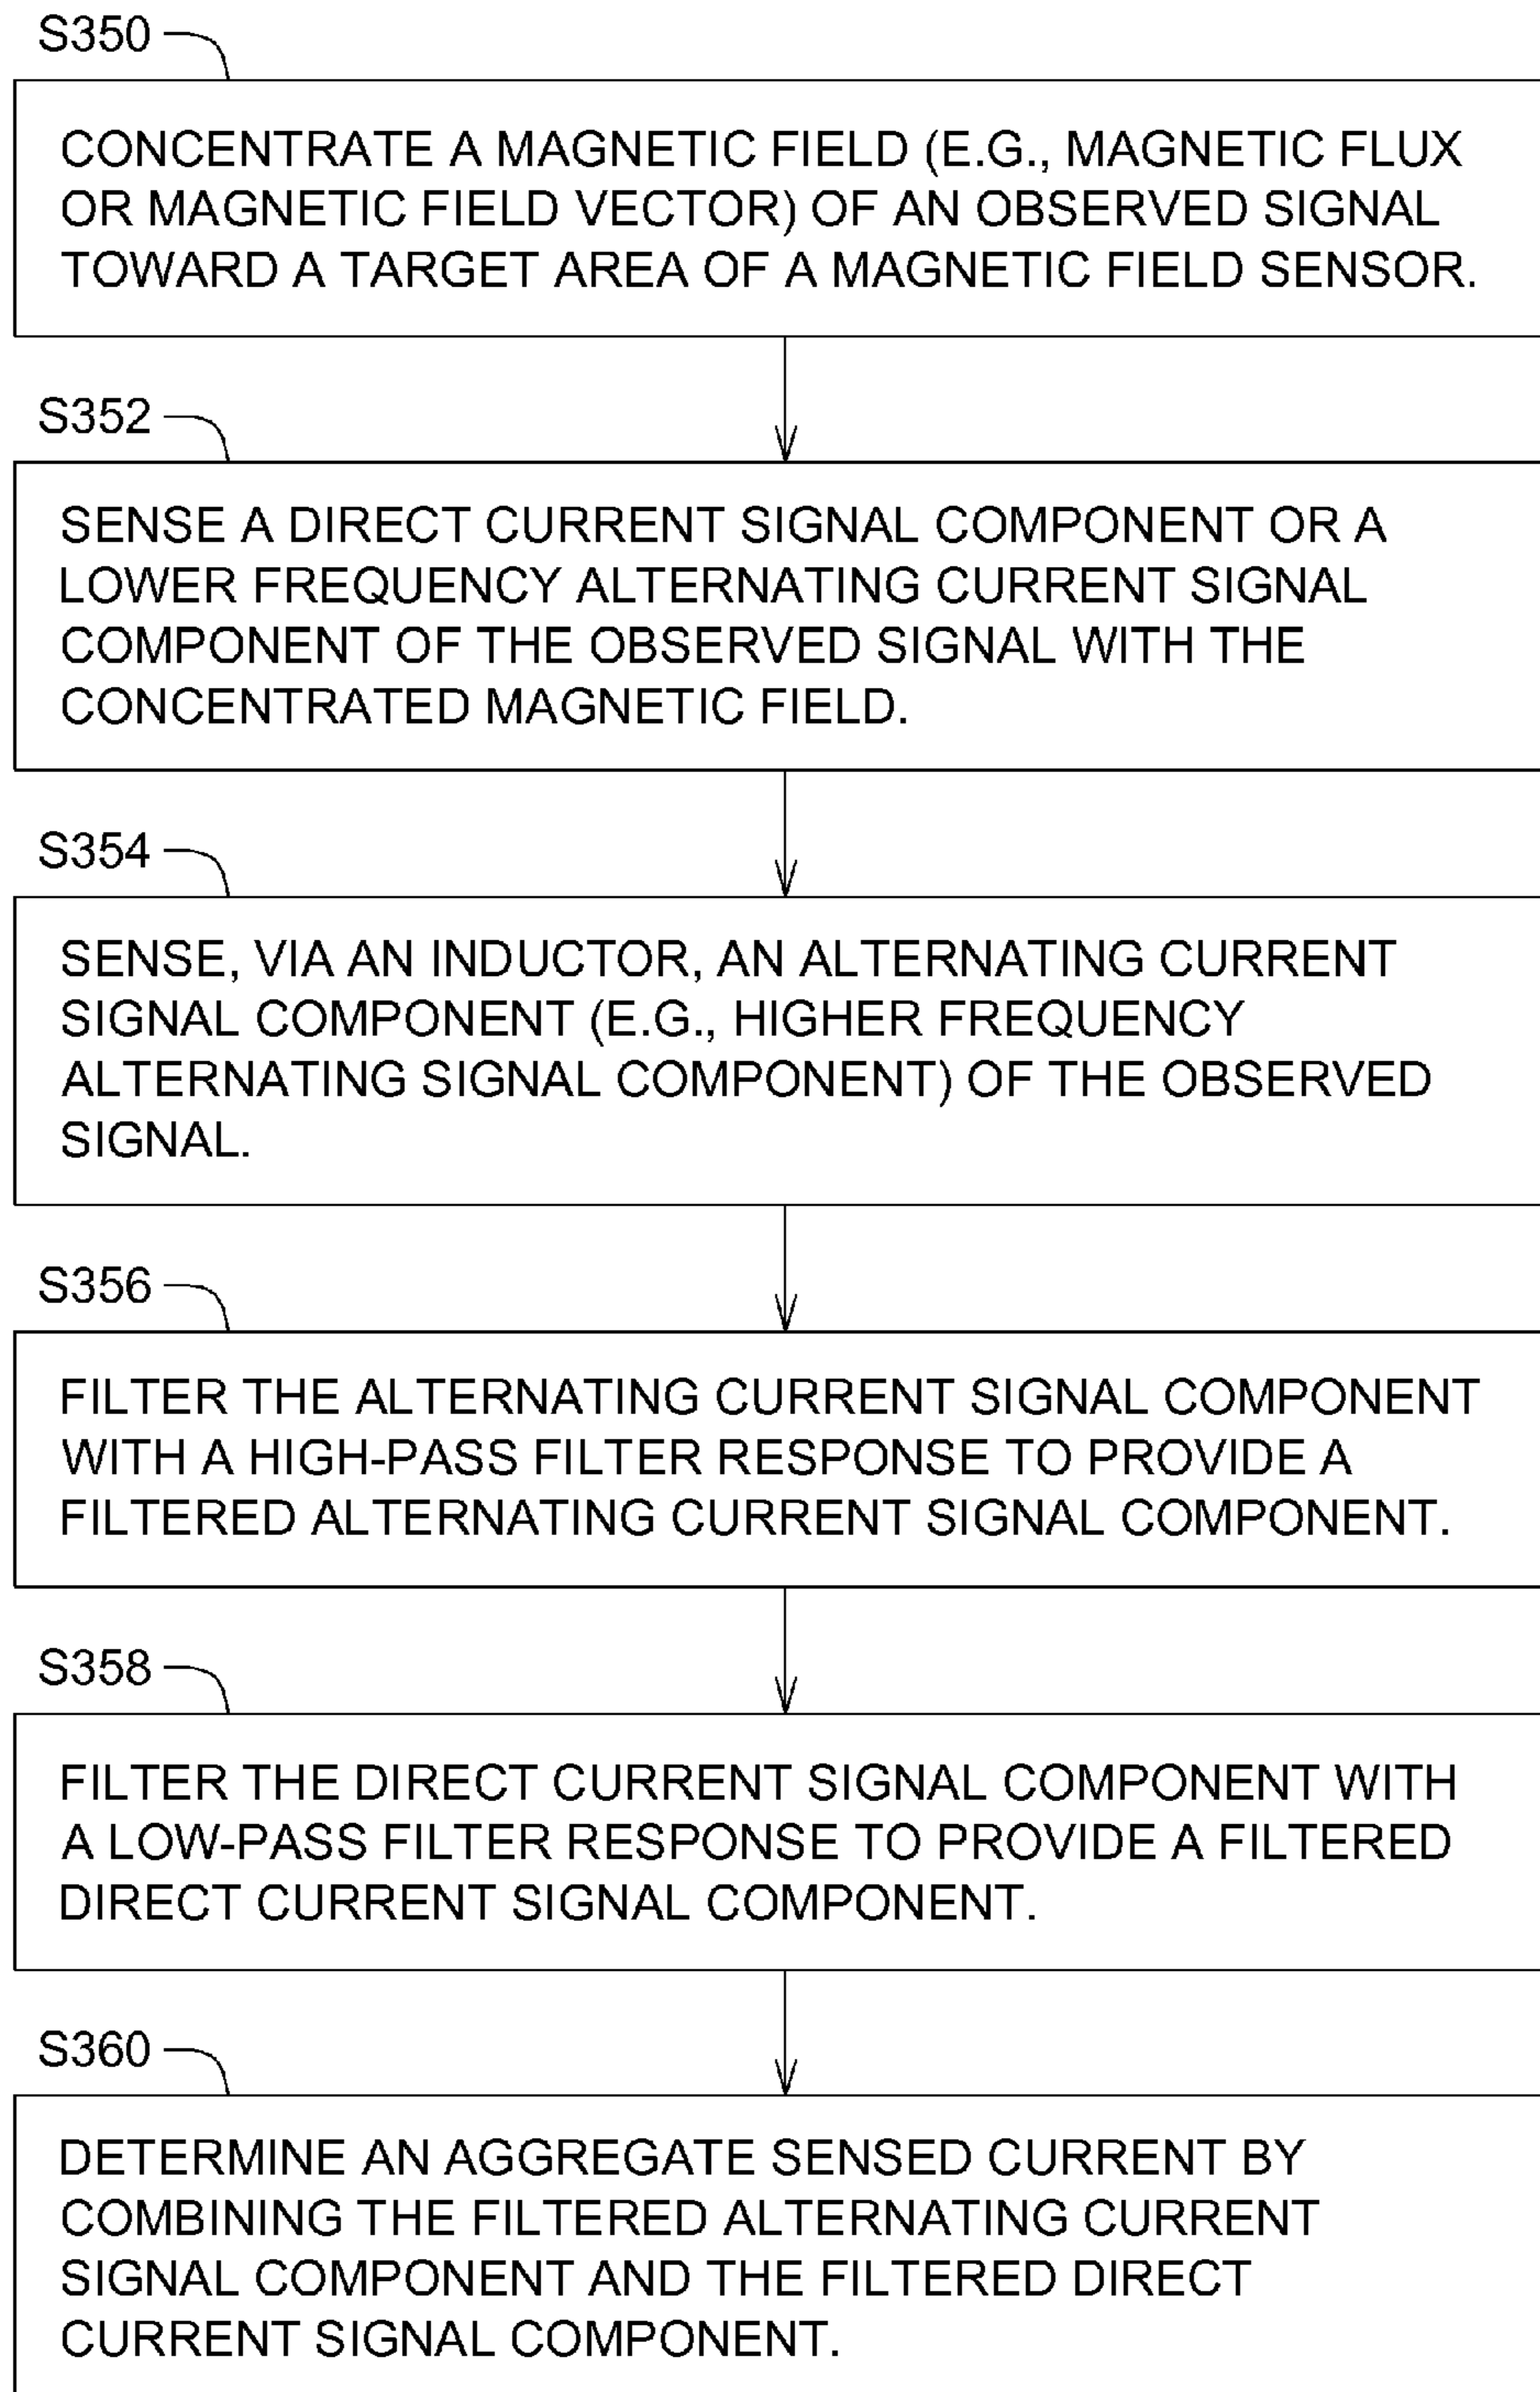 S350
CONCENTRATE A MAGNETIC FIELD (E.G., MAGNETIC FLUX
OR MAGNETIC FIELD VECTOR) OF AN OBSERVED SIGNAL
TOWARD A TARGET AREA OF A MAGNETIC FIELD SENSOR.
S352
SENSE A DIRECT CURRENT SIGNAL COMPONENT OR A
LOWER FREQUENCY ALTERNATING CURRENT SIGNAL
COMPONENT OF THE OBSERVED SIGNAL WITH THE
CONCENTRATED MAGNETIC FIELD.
S354
SENSE, VIA AN INDUCTOR, AN ALTERNATING CURRENT
SIGNAL COMPONENT (E.G., HIGHER FREQUENCY
ALTERNATING SIGNAL COMPONENT) OF THE OBSERVED
SIGNAL.
S356
FILTER THE ALTERNATING CURRENT SIGNAL COMPONENT
WITH A HIGH-PASS FILTER RESPONSE TO PROVIDE A
FILTERED ALTERNATING CURRENT SIGNAL COMPONENT.
S358
FILTER THE DIRECT CURRENT SIGNAL COMPONENT WITH
A LOW-PASS FILTER RESPONSE TO PROVIDE A FILTERED
DIRECT CURRENT SIGNAL COMPONENT.
S360
DETERMINE AN AGGREGATE SENSED CURRENT BY
COMBINING THE FILTERED ALTERNATING CURRENT
SIGNAL COMPONENT AND THE FILTERED DIRECT
CURRENT SIGNAL COMPONENT.